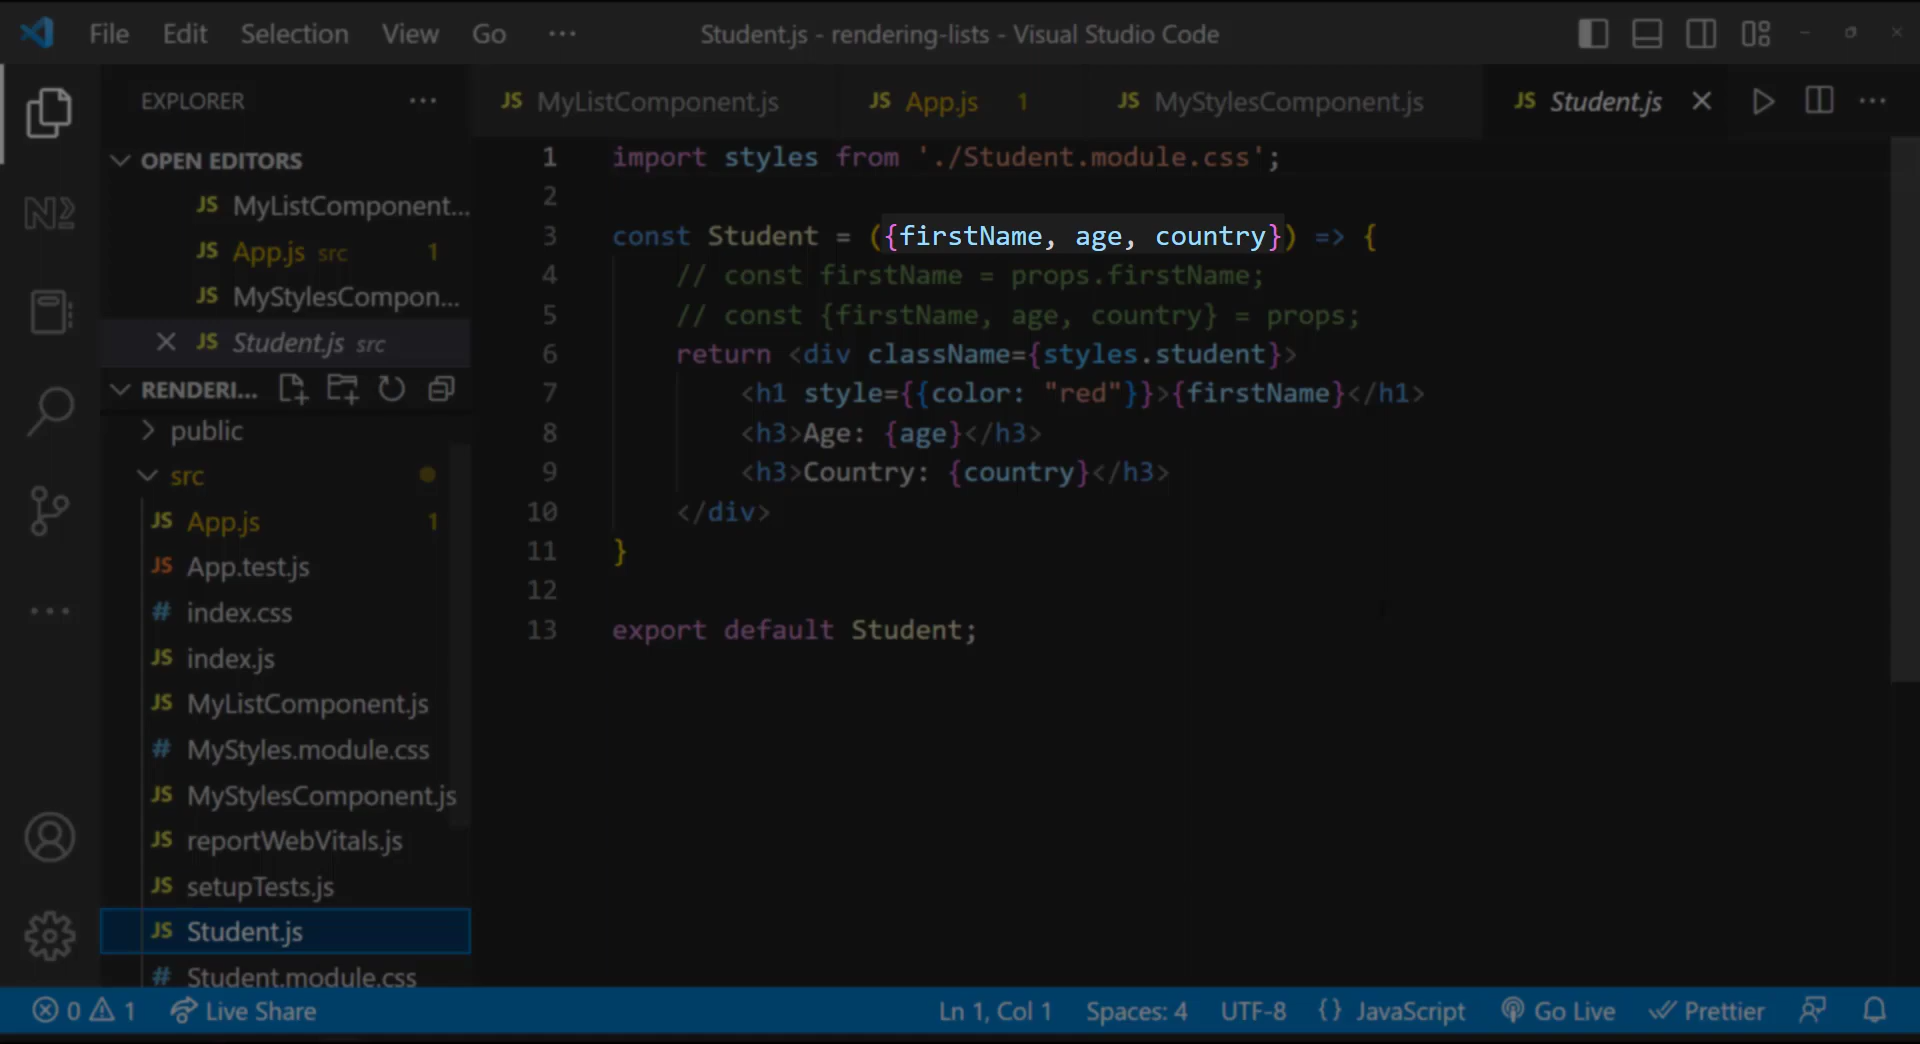 File Edit Selection View Go ··· Student.js - rendering-lists - Visual Studio Code
EXPLORER ···
JS MyListComponent.js JS App.js 1 JS MyStylesComponent.js JS Student.js
OPEN EDITORS
JS MyListComponent...
JS App.js src 1
JS MyStylesCompon...
JS Student.js src
RENDERI...
public
src
JS App.js 1
JS App.test.js
# index.css
JS index.js
JS MyListComponent.js
# MyStyles.module.css
JS MyStylesComponent.js
JS reportWebVitals.js
JS setupTests.js
JS Student.js
# Student.module.css
1 import styles from './Student.module.css';
2
3 const Student = ({firstName, age, country}) => {
4 // const firstName = props.firstName;
5 // const {firstName, age, country} = props;
6 return <div className={styles.student}>
7 <h1 style={{color: "red"}}>{firstName}</h1>
8 <h3>Age: {age}</h3>
9 <h3>Country: {country}</h3>
10 </div>
11 }
12
13 export default Student;
0 1 Live Share Ln 1, Col 1 Spaces: 4 UTF-8 {} JavaScript Go Live Prettier